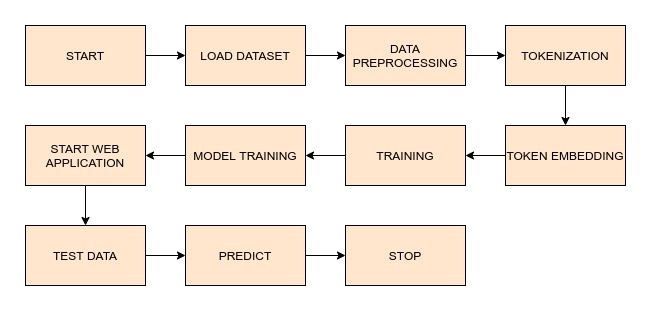 START
LOAD DATASET
DATA
PREPROCESSING
TOKENIZATION
START WEB
APPLICATION
MODEL TRAINING
TRAINING
TOKEN EMBEDDING
TEST DATA
PREDICT
STOP